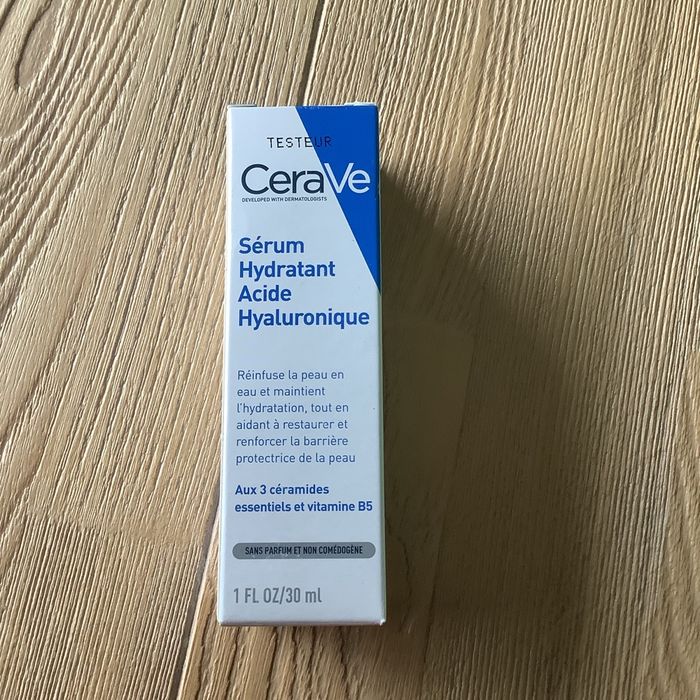 TESTEUR
CeraVe
DEVELOPED WITH DERMATOLOGISTS
Sérum
Hydratant
Acide
Hyaluronique
Réinfuse la peau en
eau et maintient
l'hydratation, tout en
aidant à restaurer et
renforcer la barrière
protectrice de la peau
Aux 3 céramides
essentiels et vitamine B5
SANS PARFUM ET NON COMÉDOGÈNE
1 FL OZ/30 ml